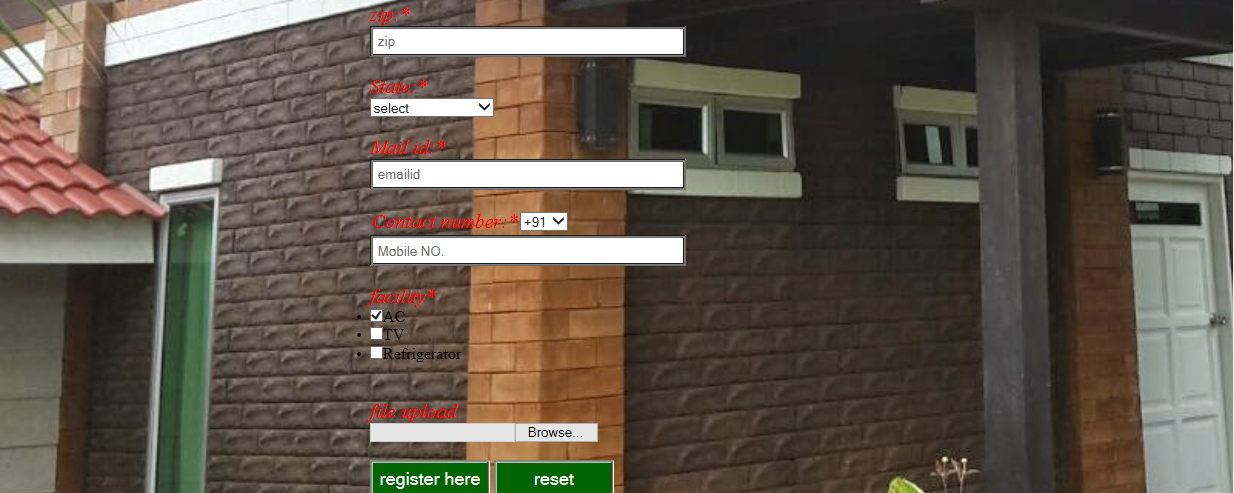 zip:*
zip
State:*
select
Mail id:*
emailid
Contact number:* +91
Mobile NO.
facility*
AC
TV
Refrigerator
file upload
Browse...
register here reset